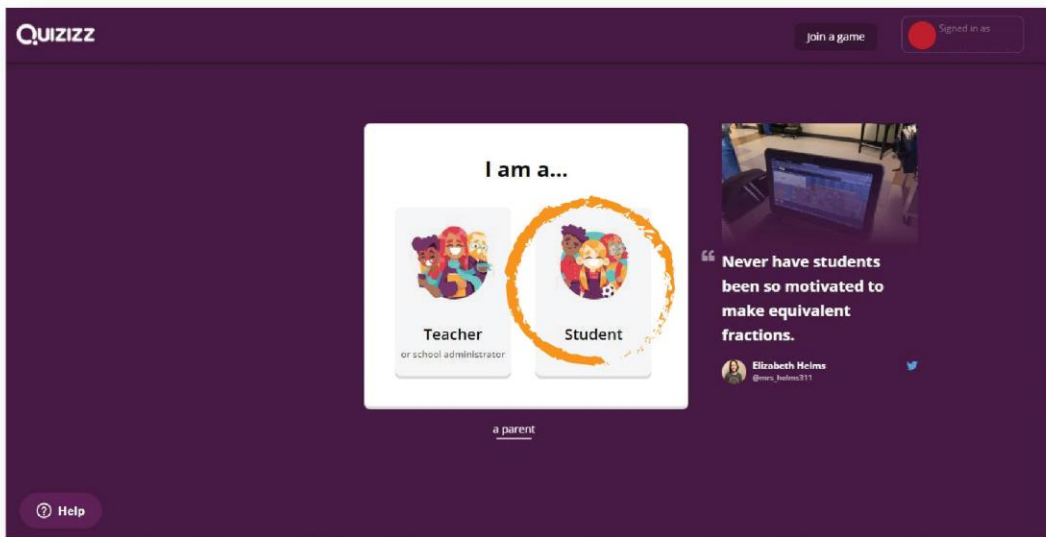 QUIZIZZ
Join a game
Signed in as
I am a...
Teacher
or school administrator
Student
a parent
“ Never have students
been so motivated to
make equivalent
fractions.
Elizabeth Helms
@mrs_helms311
Help